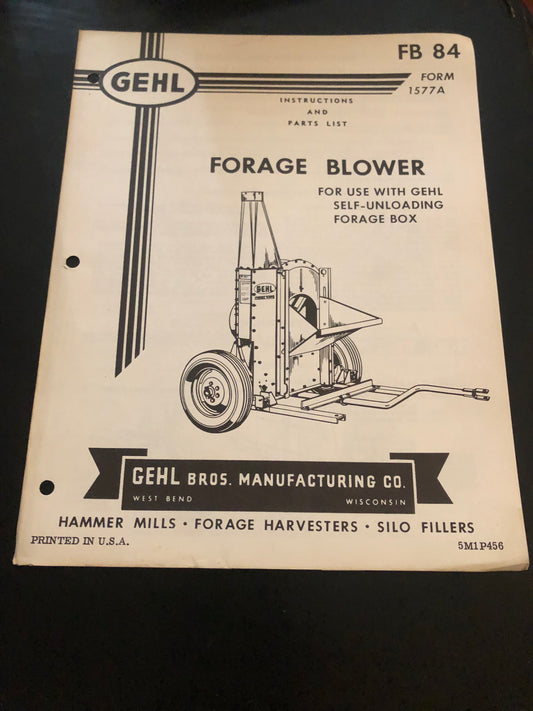 FB 84
GEHL
FORM
1577A
INSTRUCTIONS
AND
PARTS LIST
FORAGE BLOWER
FOR USE WITH GEHL
SELF-UNLOADING
FORAGE BOX
GEHL
GEHL BROS. MANUFACTURING CO.
WEST BEND WISCONSIN
HAMMER MILLS • FORAGE HARVESTERS • SILO FILLERS
PRINTED IN U.S.A. 5M1P456